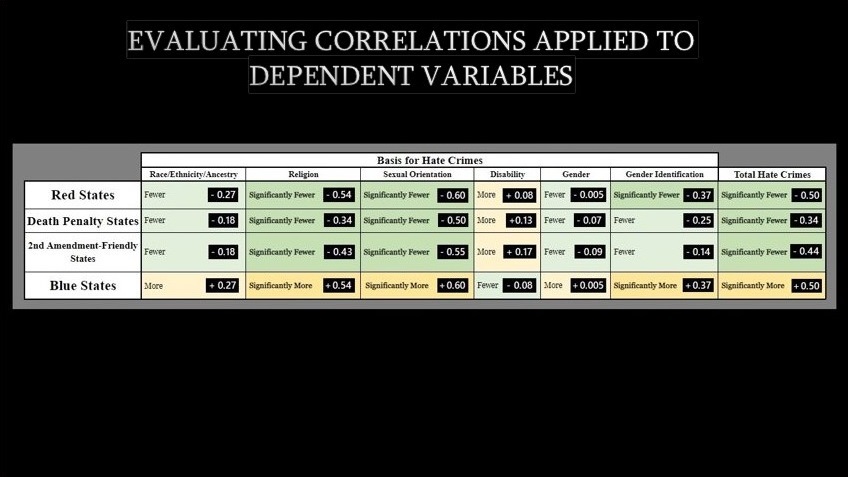 EVALUATING CORRELATIONS APPLIED TO
DEPENDENT VARIABLES
Basis for Hate Crimes
Race/Ethnicity/Ancestry Religion Sexual Orientation Disability Gender Gender Identification Total Hate Crimes
Red States Fewer - 0.27 Significantly Fewer - 0.54 Significantly Fewer - 0.60 More + 0.08 Fewer - 0.005 Significantly Fewer - 0.37 Significantly Fewer - 0.50
Death Penalty States Fewer - 0.18 Significantly Fewer - 0.34 Significantly Fewer - 0.50 More +0.13 Fewer - 0.07 Fewer - 0.25 Significantly Fewer - 0.34
2nd Amendment-Friendly
States Fewer - 0.18 Significantly Fewer - 0.43 Significantly Fewer - 0.55 More + 0.17 Fewer - 0.09 Fewer - 0.14 Significantly Fewer - 0.44
Blue States More + 0.27 Significantly More + 0.54 Significantly More + 0.60 Fewer - 0.08 More + 0.005 Significantly More + 0.37 Significantly More + 0.50